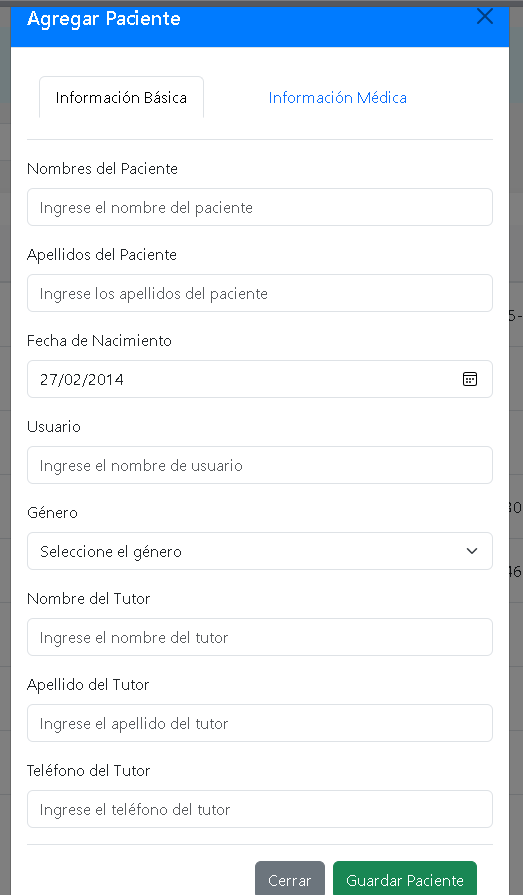 Agregar Paciente
Información Básica Información Médica
Nombres del Paciente
Ingrese el nombre del paciente
Apellidos del Paciente
Ingrese los apellidos del paciente
Fecha de Nacimiento
27/02/2014
Usuario
Ingrese el nombre de usuario
Género
Seleccione el género
Nombre del Tutor
Ingrese el nombre del tutor
Apellido del Tutor
Ingrese el apellido del tutor
Teléfono del Tutor
Ingrese el teléfono del tutor
Cerrar Guardar Paciente